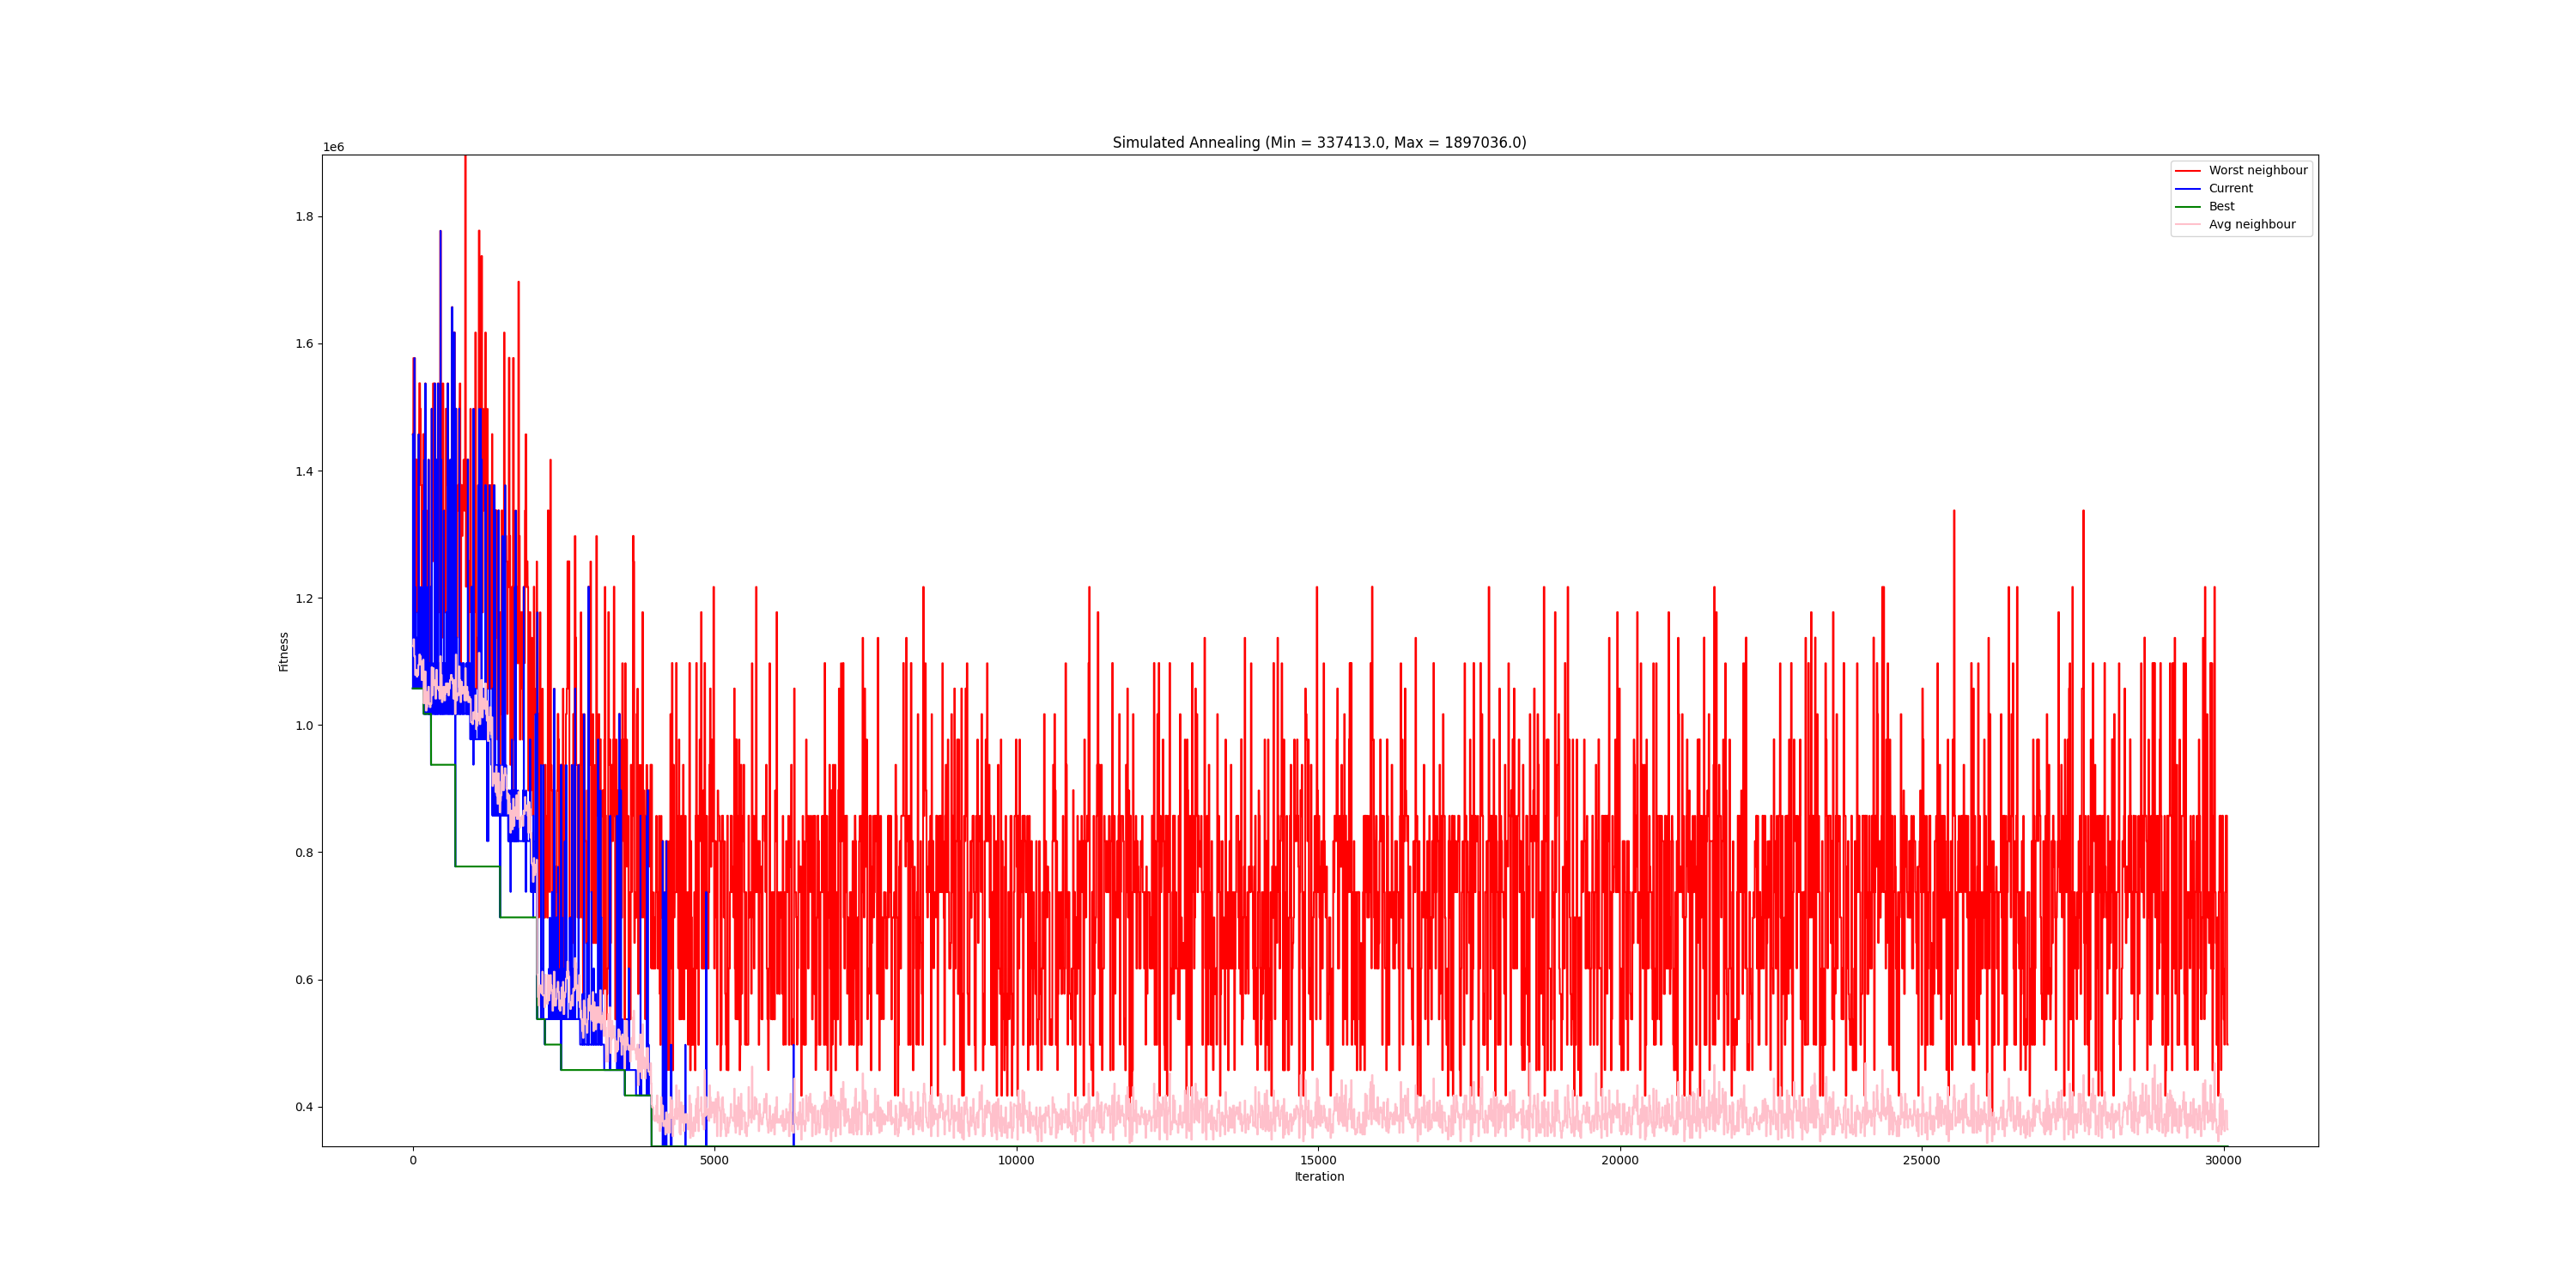 Simulated Annealing (Min = 337413.0, Max = 1897036.0)
1e6
Worst neighbour
Current
Best
Avg neighbour
1.8
1.6
1.4
1.2
1.0
0.8
0.6
0.4
Fitness
0 5000 10000 15000 20000 25000 30000
Iteration